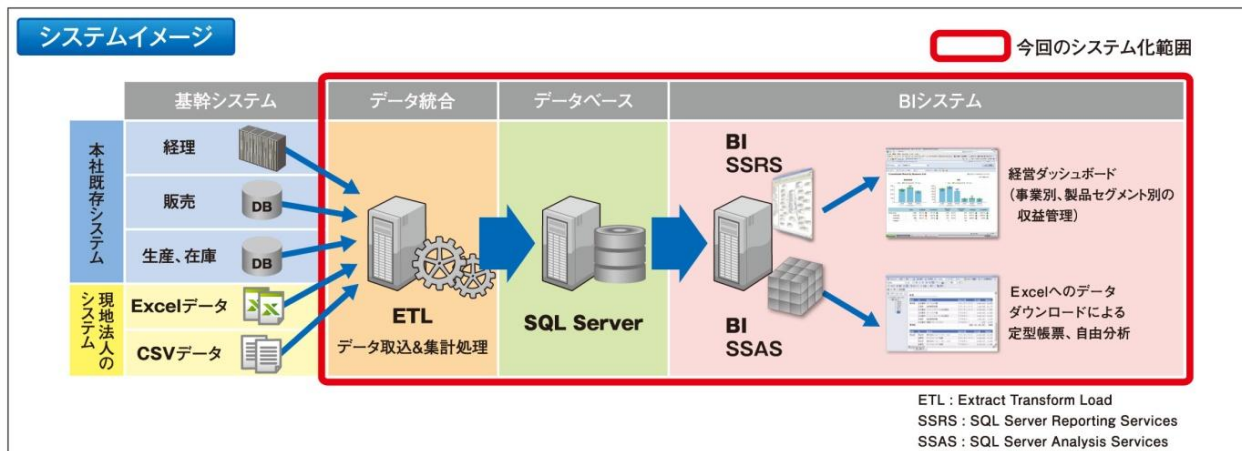 システムイメージ
今回のシステム化範囲
基幹システム
データ統合
データベース
BIシステム
本社既存システム
経理
販売
DB
生産、在庫
DB
現地法人の
システム
Excelデータ
CSVデータ
ETL
データ取込&集計処理
SQL Server
BI
SSRS
BI
SSAS
経営ダッシュボード
(事業別、製品セグメント別の
収益管理)
Excelへのデータ
ダウンロードによる
定型帳票、自由分析
ETL : Extract Transform Load
SSRS : SQL Server Reporting Services
SSAS : SQL Server Analysis Services